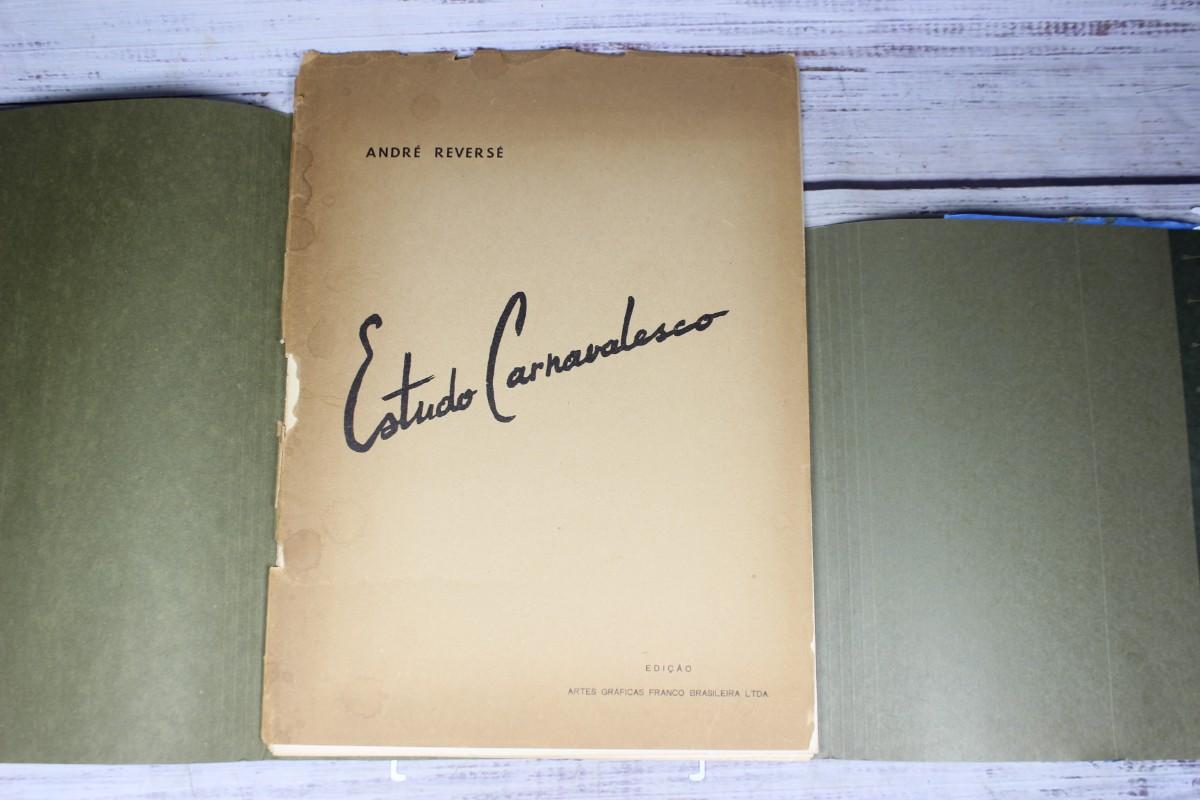 ANDRÉ REVERSÉ
Estudo Carnavalesco
EDIÇÃO
ARTES GRÁFICAS FRANCO BRASILEIRA LTDA